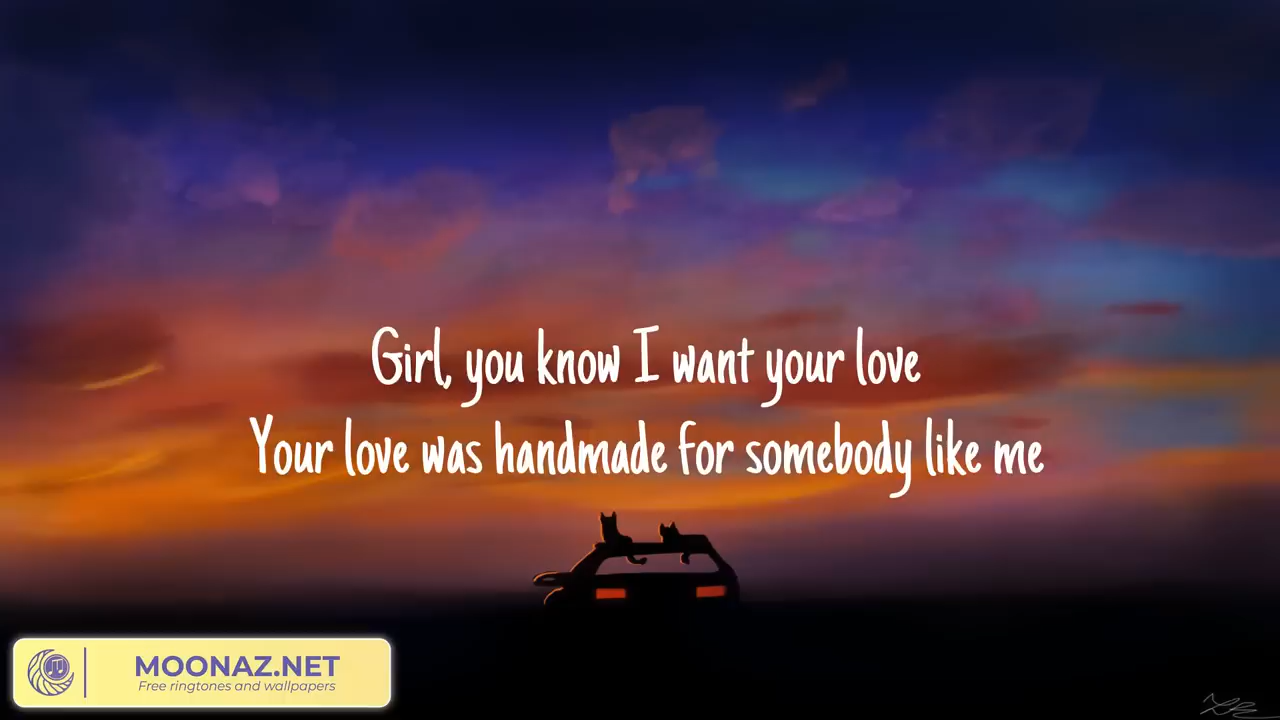 Girl, you know I want your love
Your love was handmade for somebody like me
MOONAZ.NET
Free ringtones and wallpapers